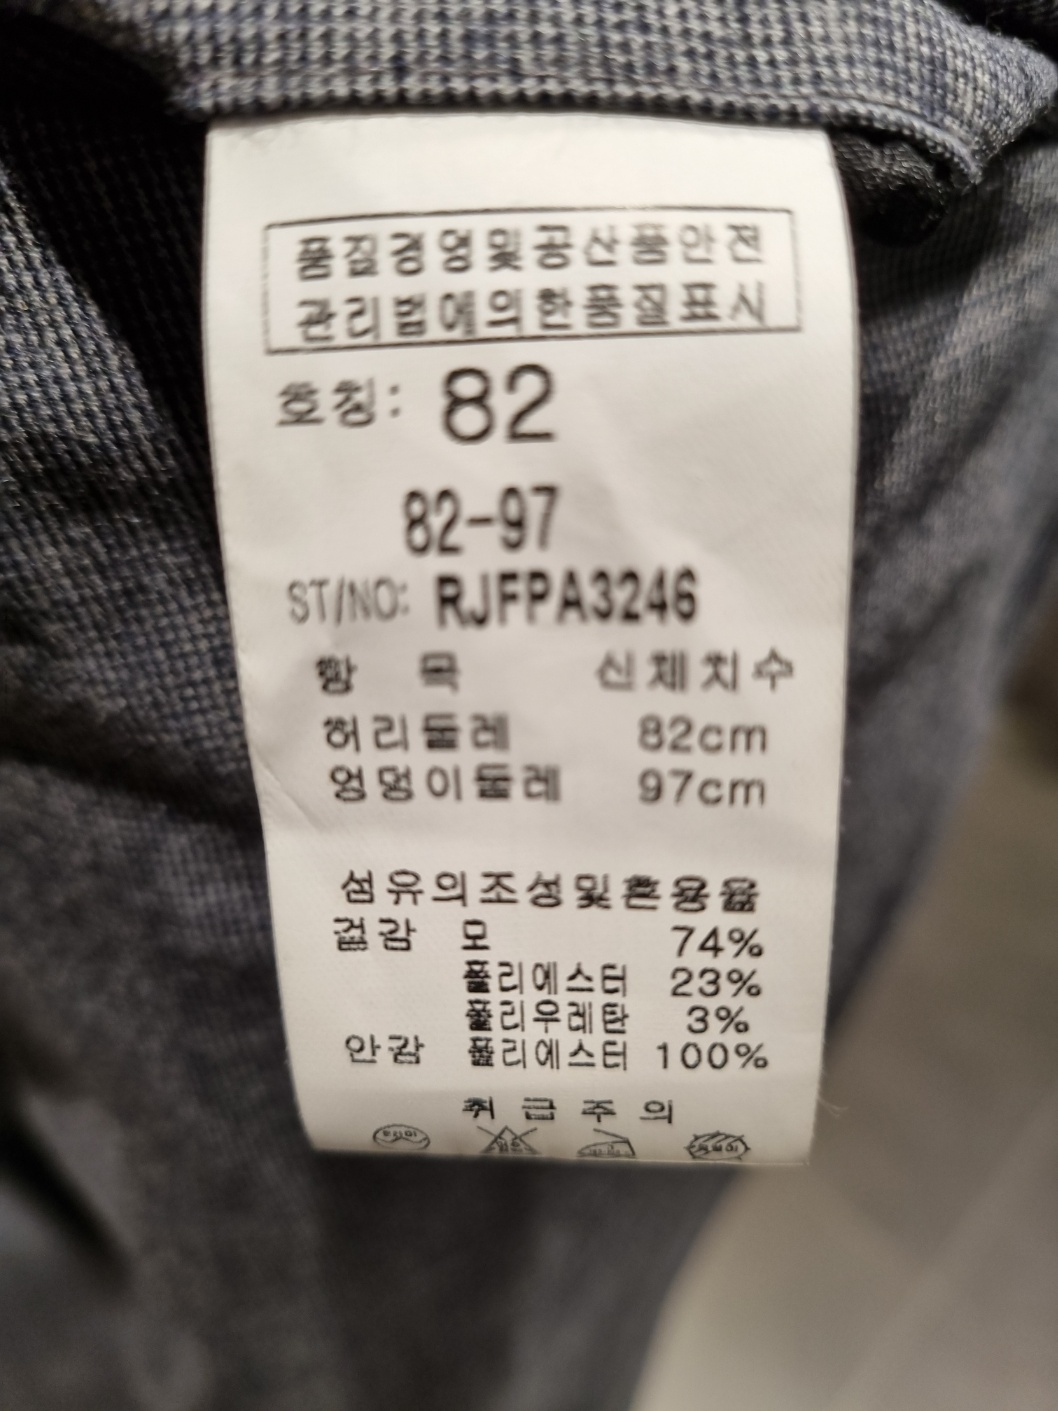 품질경영및공산품안전
관리법에의한품질표시
호칭: 82
82-97
ST/NO: RJFPA3246
항 목 신체치수
허리둘레 82cm
엉덩이둘레 97cm
섬유의조성및혼용율
겉감 모 74%
폴리에스터 23%
폴리우레탄 3%
안감 폴리에스터 100%
취급주의
드라이